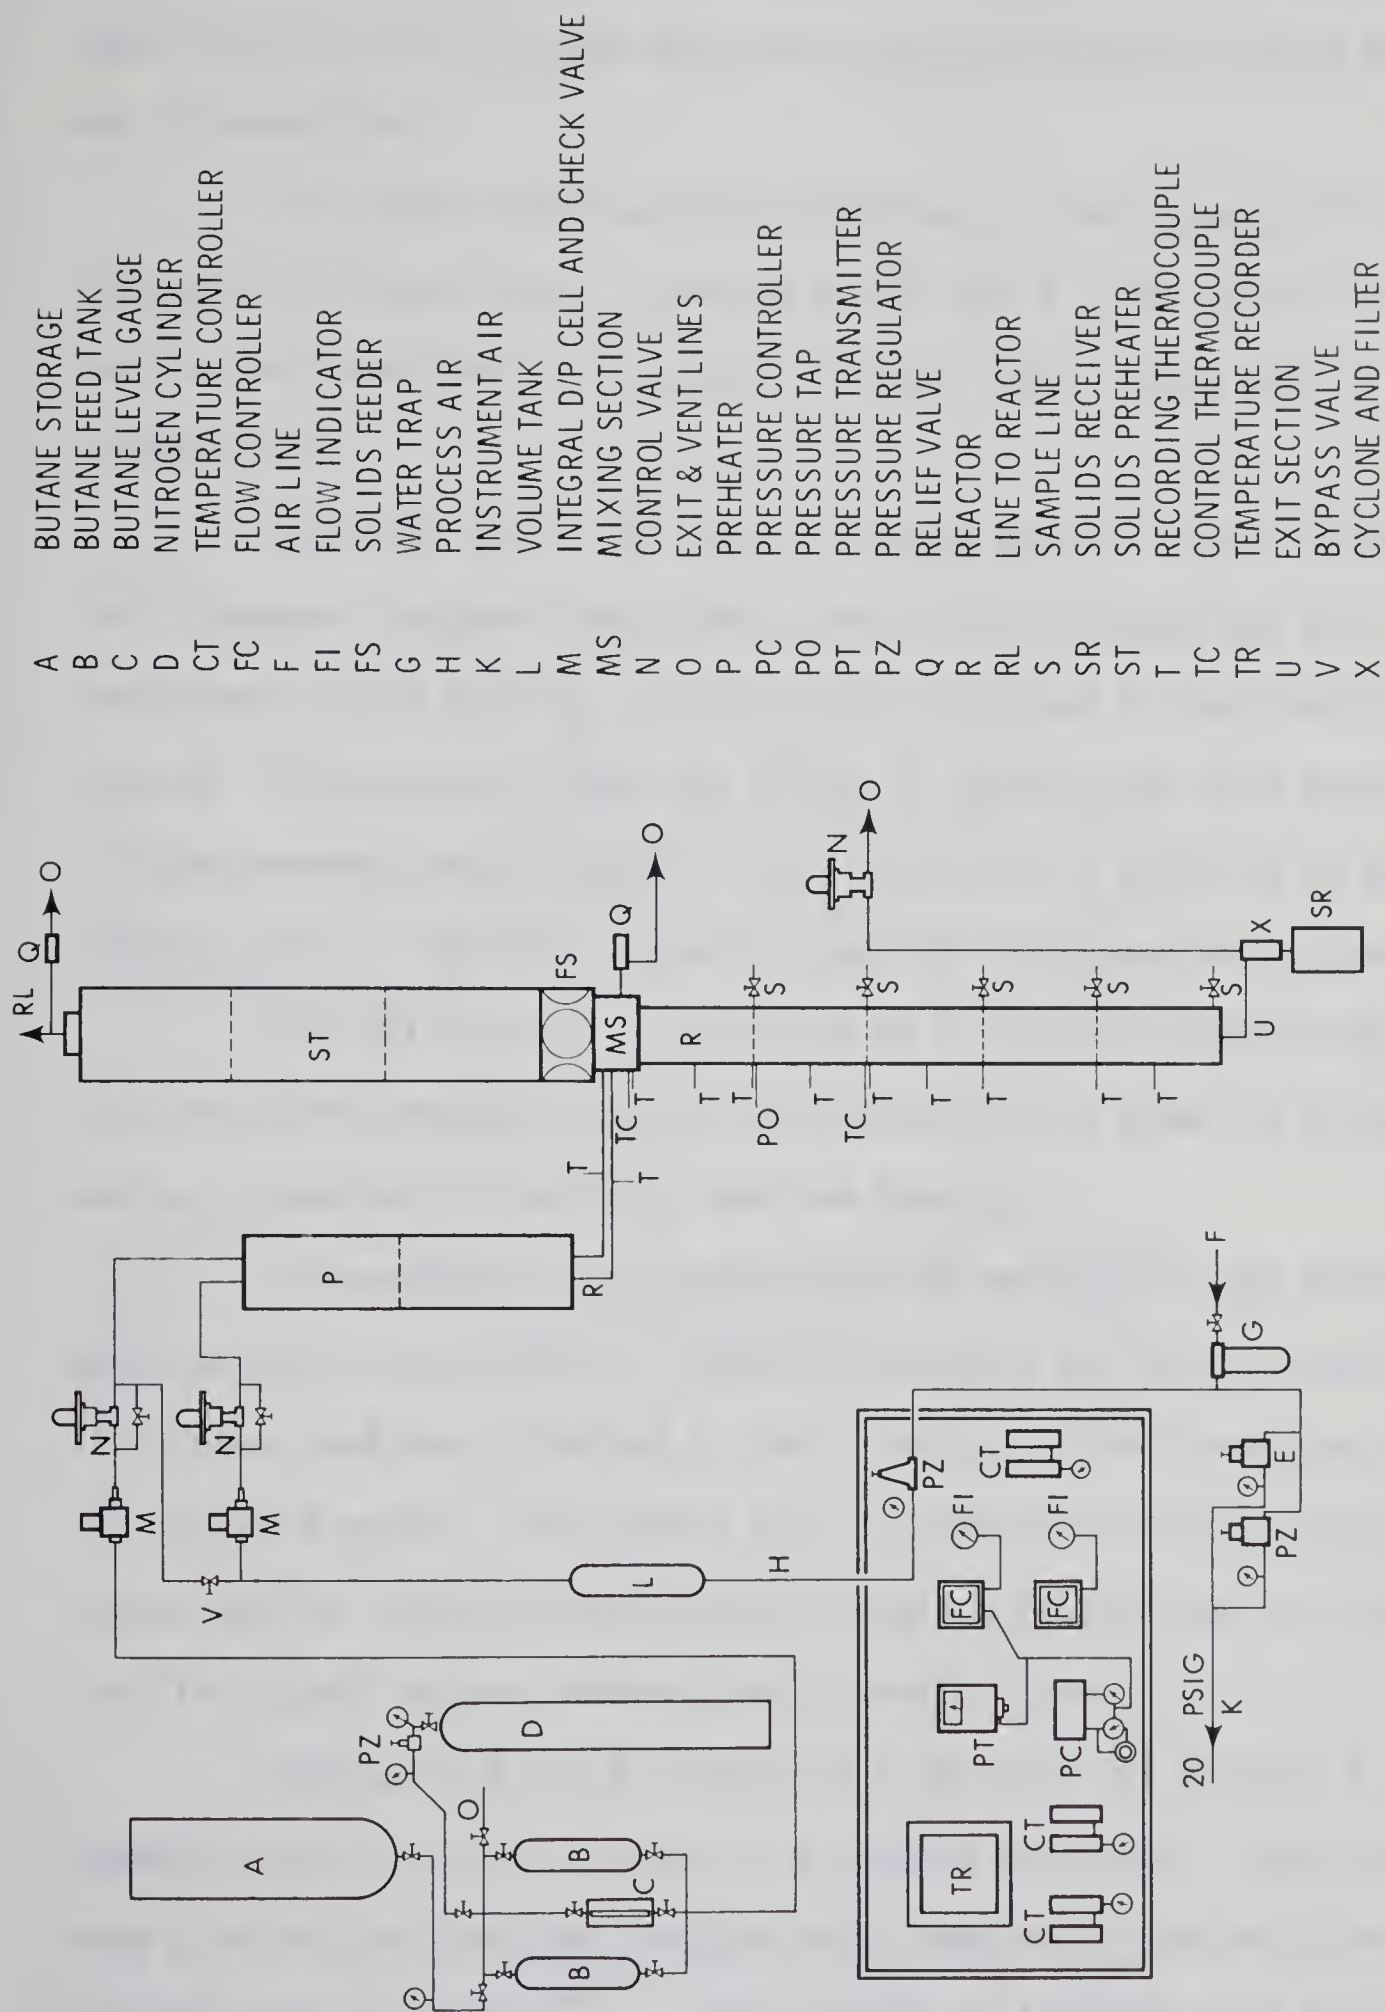 A BUTANE STORAGE
B BUTANE FEED TANK
C BUTANE LEVEL GAUGE
D NITROGEN CYLINDER
CT TEMPERATURE CONTROLLER
FC FLOW CONTROLLER
F AIR LINE
FI FLOW INDICATOR
FS SOLIDS FEEDER
G WATER TRAP
H PROCESS AIR
K INSTRUMENT AIR
L VOLUME TANK
M INTEGRAL D/P CELL AND CHECK VALVE
MS MIXING SECTION
N CONTROL VALVE
O EXIT & VENT LINES
P PREHEATER
PC PRESSURE CONTROLLER
PO PRESSURE TAP
PT PRESSURE TRANSMITTER
PZ PRESSURE REGULATOR
Q RELIEF VALVE
R REACTOR
RL LINE TO REACTOR
S SAMPLE LINE
SR SOLIDS RECEIVER
ST SOLIDS PREHEATER
T RECORDING THERMOCOUPLE
TC CONTROL THERMOCOUPLE
TR TEMPERATURE RECORDER
U EXIT SECTION
V BYPASS VALVE
X CYCLONE AND FILTER
RL
Q
O
ST
FS
MS
Q
O
R
TC
T
T
T
PO
T
TC
T
T
T
T
T
S
S
S
S
S
N
O
U
X
SR
T
T
P
R
N
N
M
M
V
L
H
A
PZ
D
O
B
B
C
PZ
CT
FI
FI
FC
FC
PT
PC
TR
CT
CT
F
G
E
PZ
20 PSIG
K